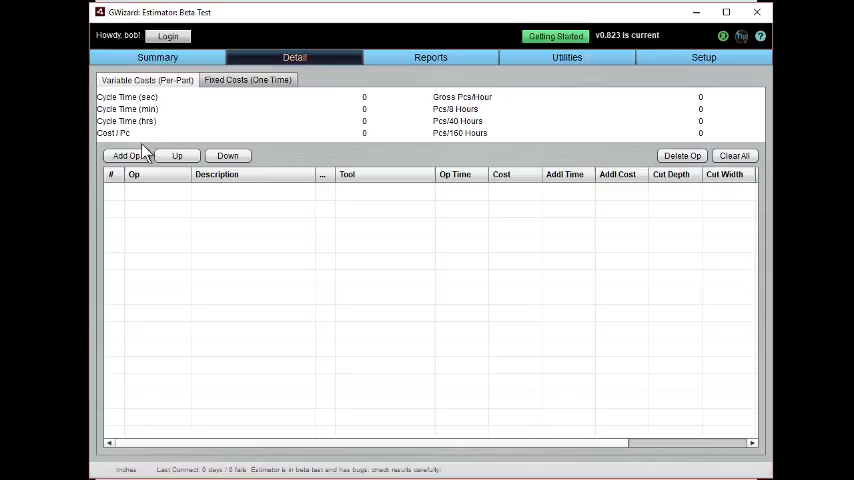 GWizard: Estimator: Beta Test
Howdy, bob! Login Getting Started v0.823 is current Tip ?
Summary Detail Reports Utilities Setup
Variable Costs (Per-Part) Fixed Costs (One Time)
Cycle Time (sec) 0 Gross Pcs/Hour 0
Cycle Time (min) 0 Pcs/8 Hours 0
Cycle Time (hrs) 0 Pcs/40 Hours 0
Cost / Pc 0 Pcs/160 Hours 0
Add Op Up Down Delete Op Clear All
# Op Description ... Tool Op Time Cost Addl Time Addl Cost Cut Depth Cut Width
Inches Last Connect: 0 days / 0 fails Estimator is in beta test and has bugs; check results carefully!